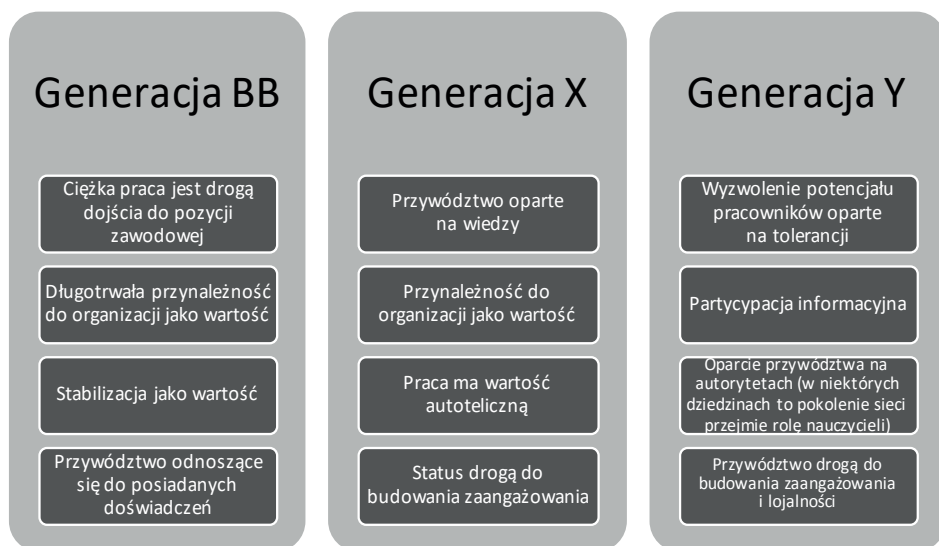 Generacja BB
Ciężka praca jest drogą
dojścia do pozycji
zawodowej
Długotrwała przynależność
do organizacji jako wartość
Stabilizacja jako wartość
Przywództwo odnoszące
się do posiadanych
doświadczeń
Generacja X
Przywództwo oparte
na wiedzy
Przynależność do
organizacji jako wartość
Praca ma wartość
autoteliczną
Status drogą do
budowania zaangażowania
Generacja Y
Wyzwolenie potencjału
pracowników oparte
na tolerancji
Partycypacja informacyjna
Oparcie przywództwa na
autorytetach (w niektórych
dziedzinach to pokolenie sieci
przejmie rolę nauczycieli)
Przywództwo drogą do
budowania zaangażowania
i lojalności